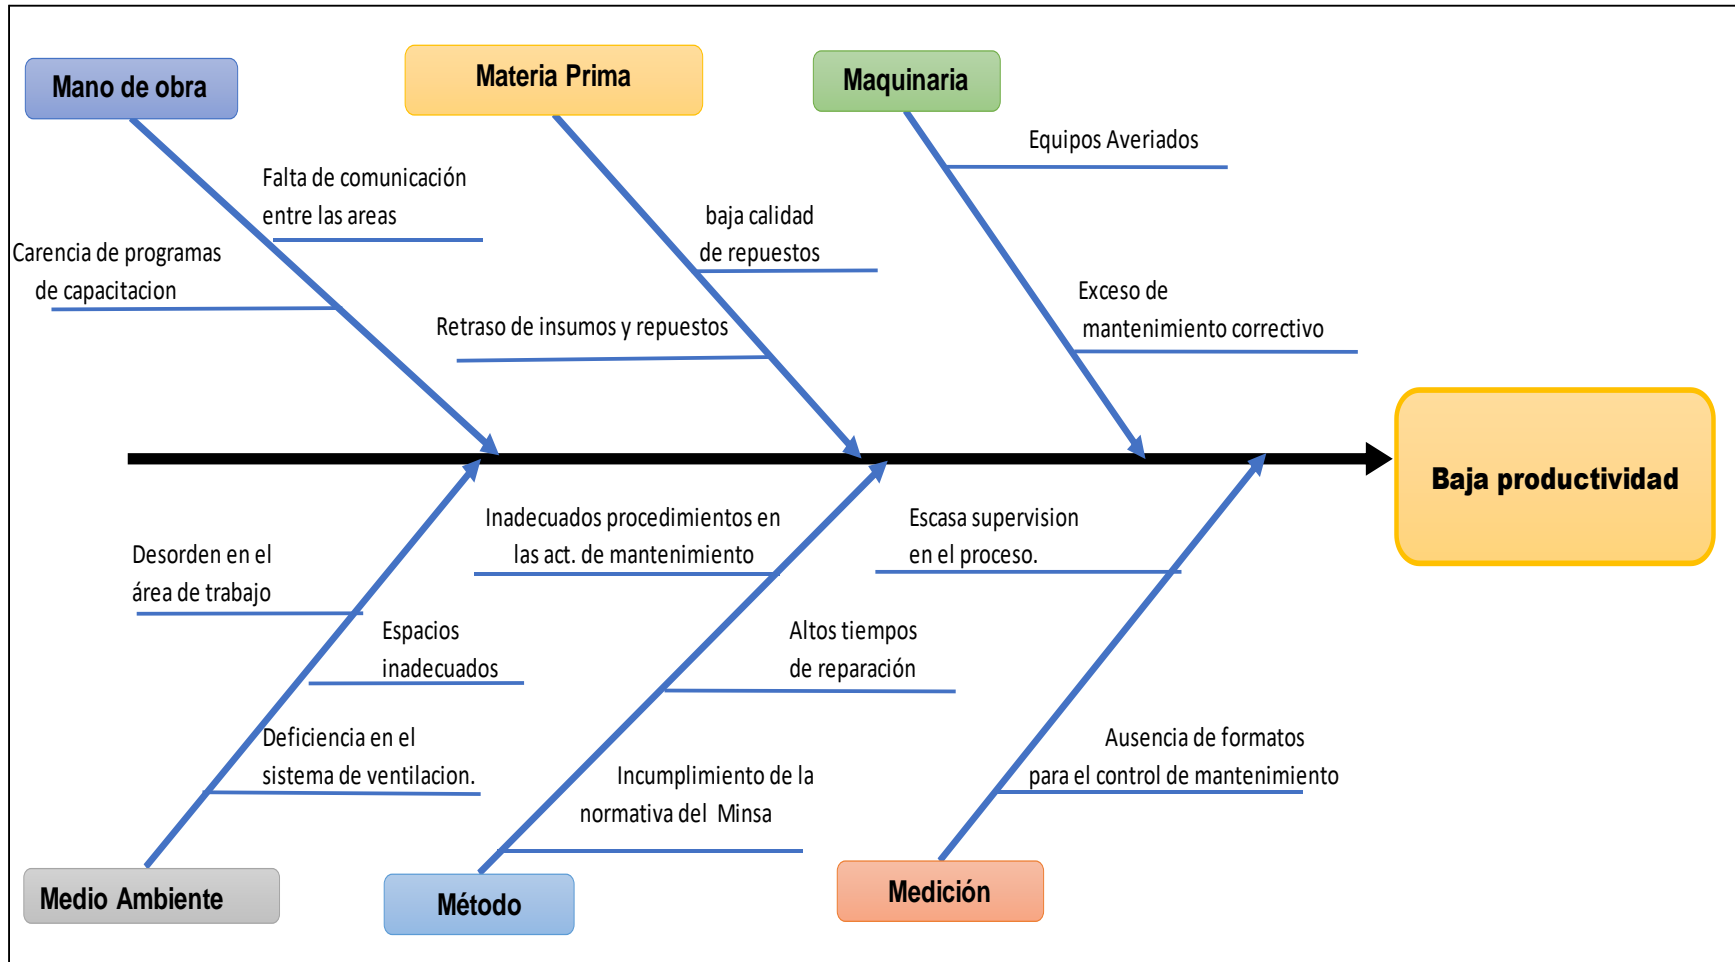 Mano de obra
Materia Prima
Maquinaria
Equipos Averiados
Falta de comunicación
entre las areas
baja calidad
de repuestos
Carencia de programas
de capacitacion
Exceso de
mantenimiento correctivo
Retraso de insumos y repuestos
Baja productividad
Inadecuados procedimientos en
las act. de mantenimiento
Escasa supervision
en el proceso.
Desorden en el
área de trabajo
Espacios
inadecuados
Altos tiempos
de reparación
Deficiencia en el
sistema de ventilacion.
Ausencia de formatos
para el control de mantenimiento
Incumplimiento de la
normativa del Minsa
Medio Ambiente
Método
Medición